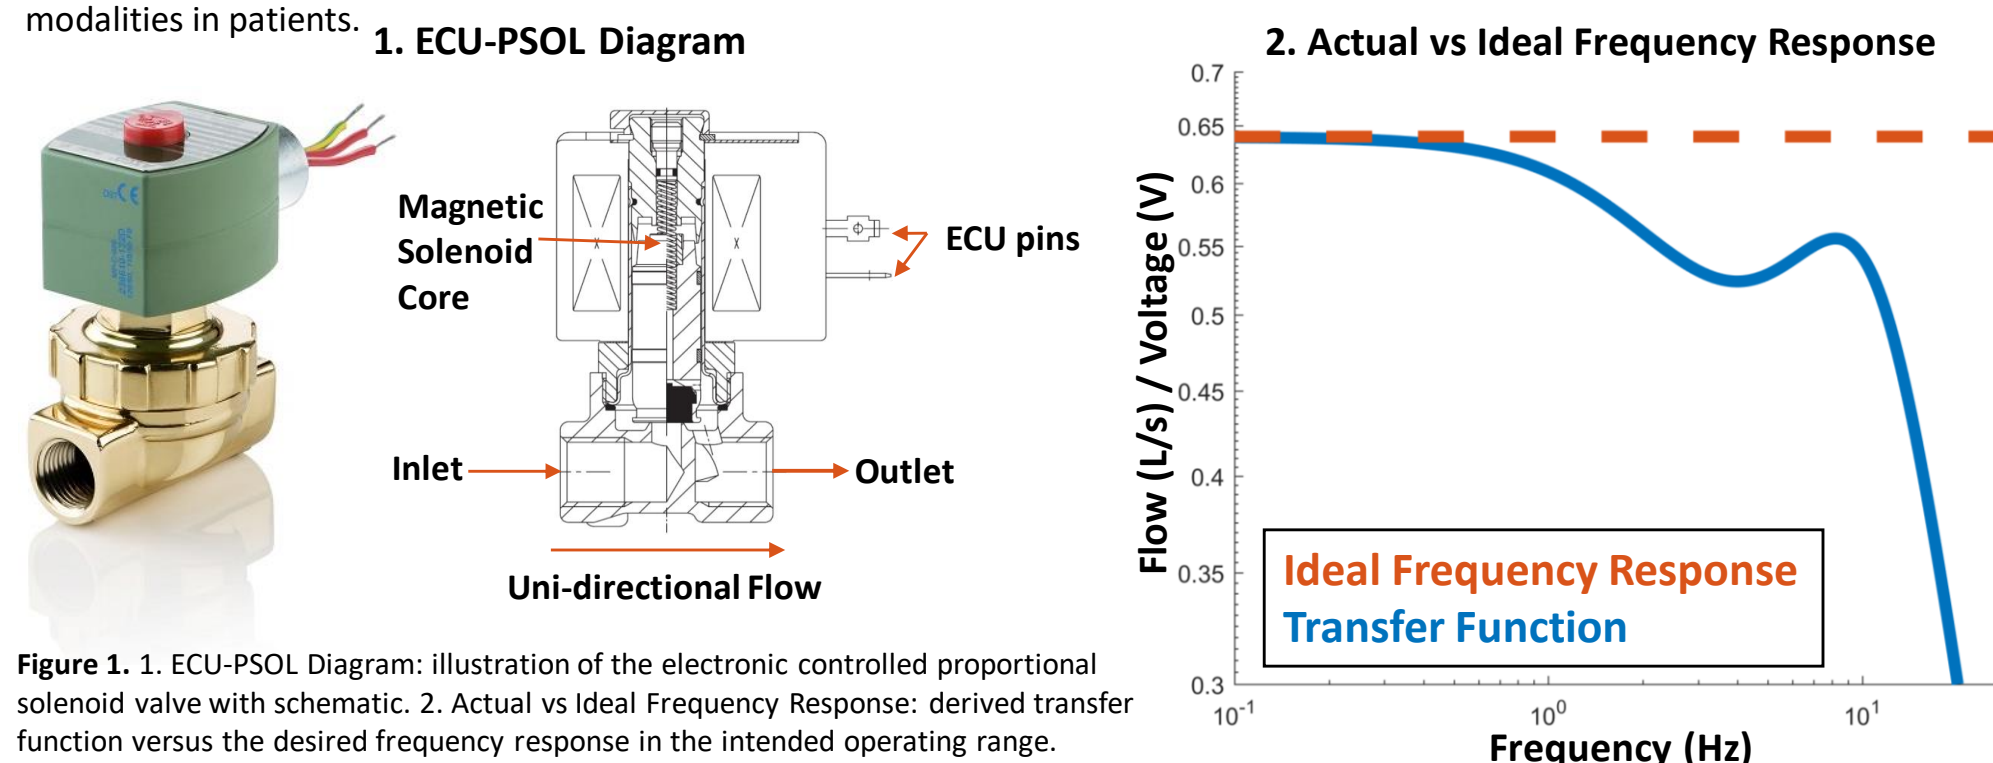 modalities in patients.
1. ECU-PSOL Diagram
Magnetic
Solenoid
Core
ECU pins
Inlet
Outlet
Uni-directional Flow
2. Actual vs Ideal Frequency Response
Flow (L/s) / Voltage (V)
0.7
0.65
0.6
0.55
0.5
0.45
0.4
0.35
0.3
Ideal Frequency Response
Transfer Function
10⁻¹
10⁰
10¹
Frequency (Hz)
Figure 1. 1. ECU-PSOL Diagram: illustration of the electronic controlled proportional
solenoid valve with schematic. 2. Actual vs Ideal Frequency Response: derived transfer
function versus the desired frequency response in the intended operating range.